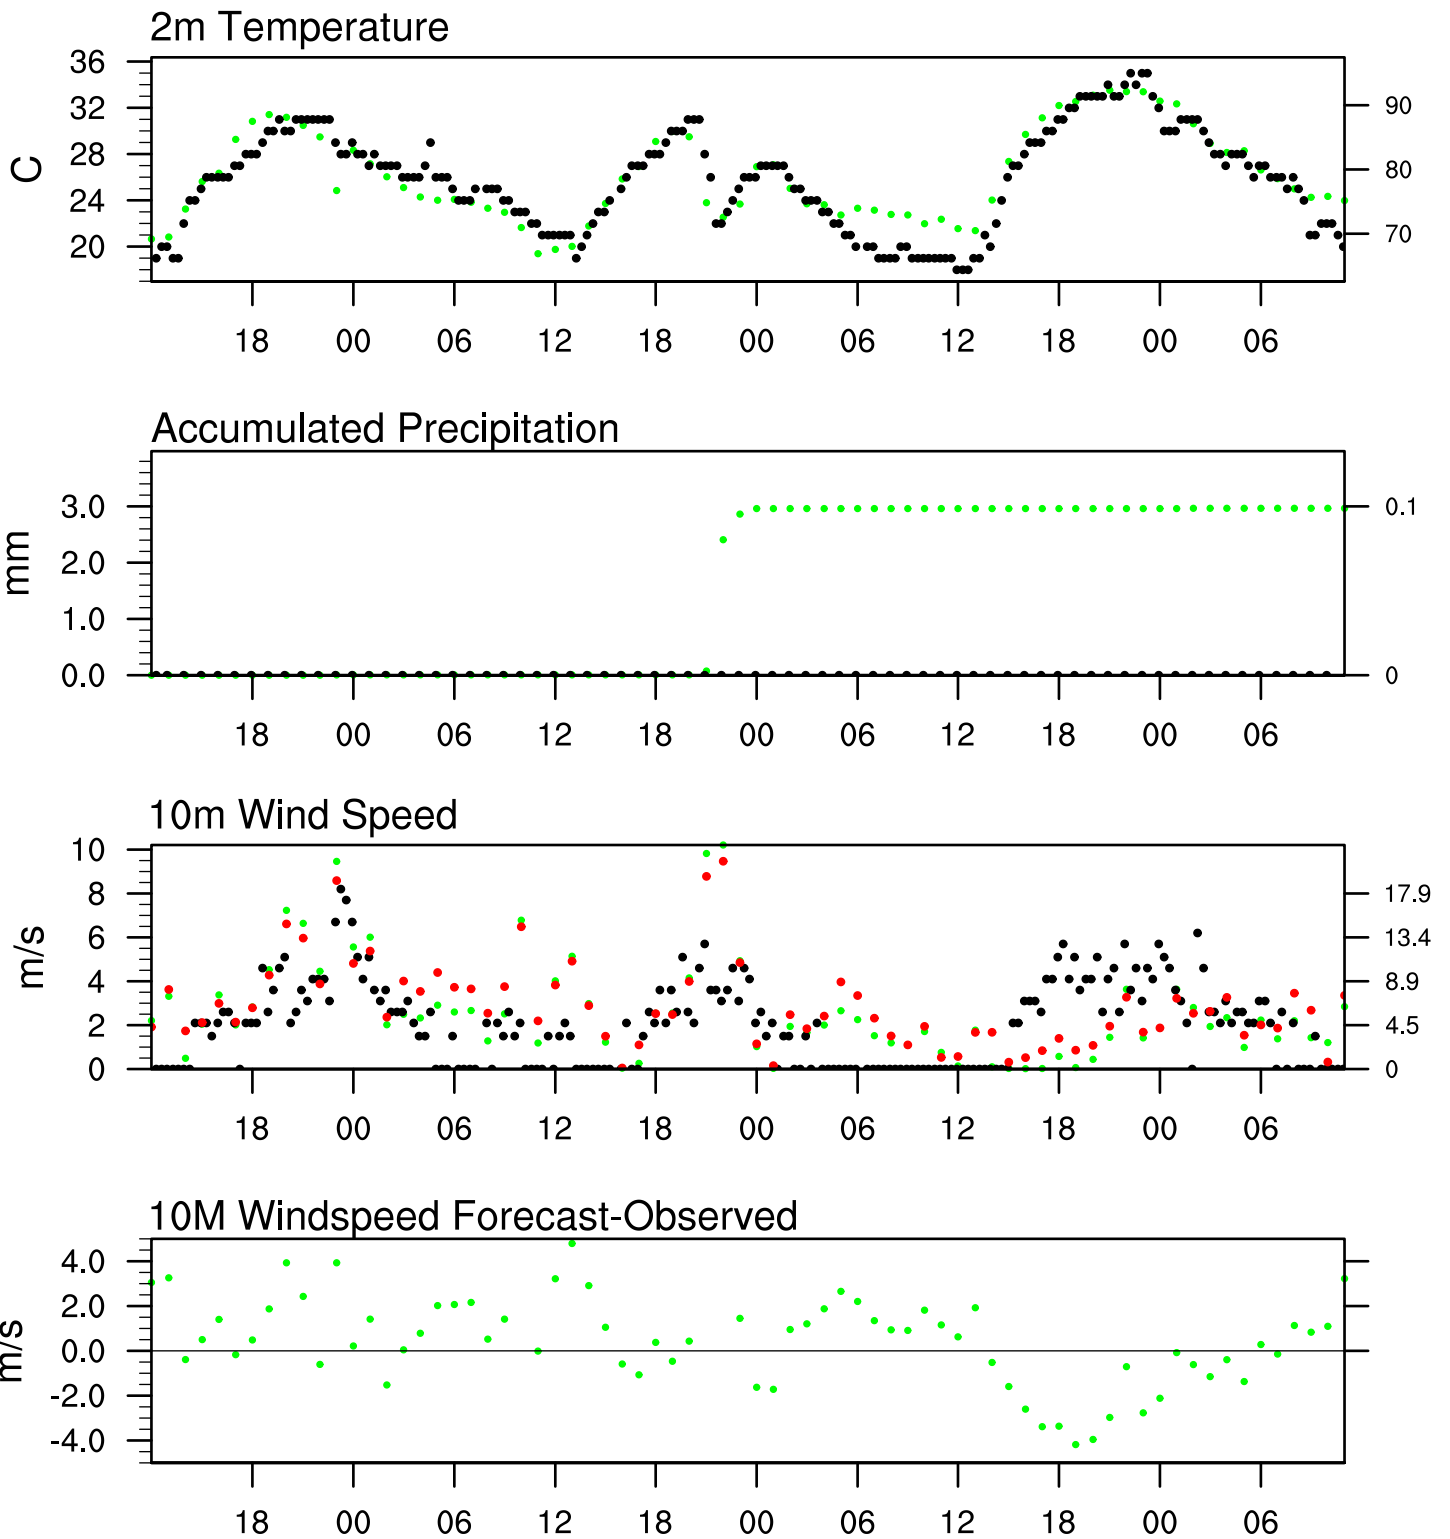 2m Temperature
36
32
28
24
20
C
90
80
70
18 00 06 12 18 00 06 12 18 00 06
Accumulated Precipitation
3.0
2.0
1.0
0.0
mm
0.1
0
18 00 06 12 18 00 06 12 18 00 06
10m Wind Speed
10
8
6
4
2
0
m/s
17.9
13.4
8.9
4.5
0
18 00 06 12 18 00 06 12 18 00 06
10M Windspeed Forecast-Observed
4.0
2.0
0.0
-2.0
-4.0
m/s
18 00 06 12 18 00 06 12 18 00 06